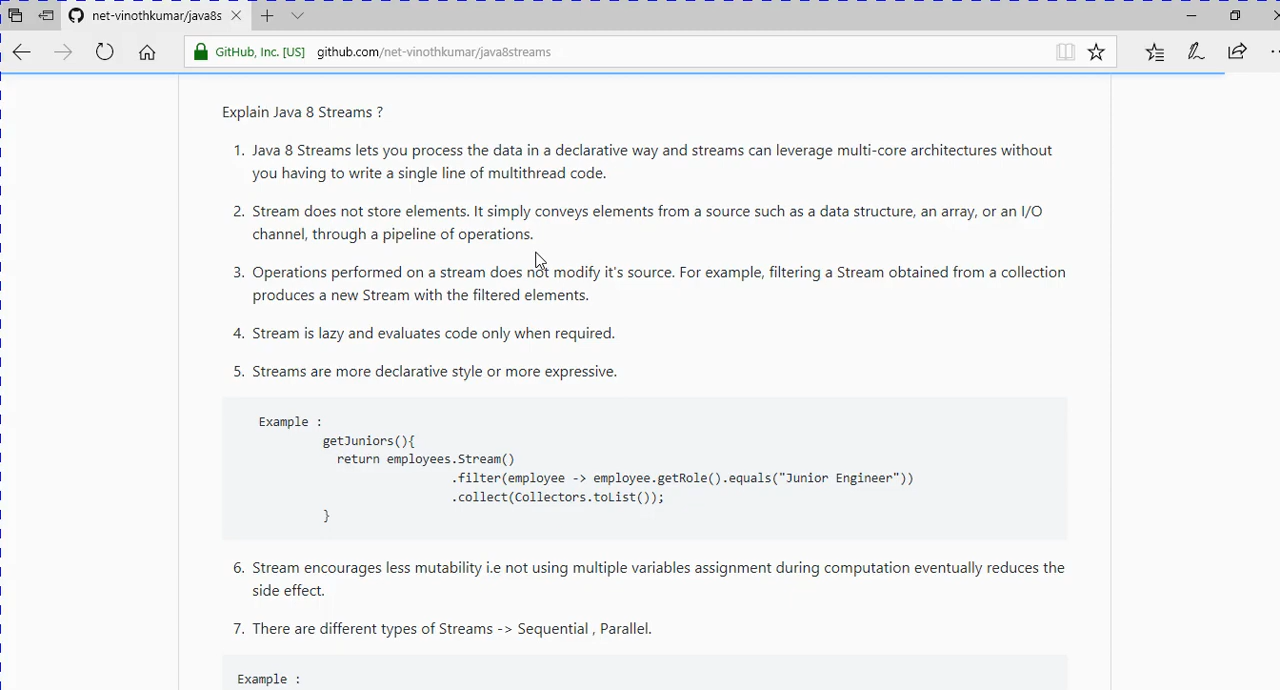 net-vinothkumar/java8s
GitHub, Inc. [US] github.com/net-vinothkumar/java8streams
Explain Java 8 Streams ?
1. Java 8 Streams lets you process the data in a declarative way and streams can leverage multi-core architectures without
you having to write a single line of multithread code.
2. Stream does not store elements. It simply conveys elements from a source such as a data structure, an array, or an I/O
channel, through a pipeline of operations.
3. Operations performed on a stream does not modify it's source. For example, filtering a Stream obtained from a collection
produces a new Stream with the filtered elements.
4. Stream is lazy and evaluates code only when required.
5. Streams are more declarative style or more expressive.
Example :
getJuniors(){
return employees.Stream()
.filter(employee -> employee.getRole().equals("Junior Engineer"))
.collect(Collectors.toList());
}
6. Stream encourages less mutability i.e not using multiple variables assignment during computation eventually reduces the
side effect.
7. There are different types of Streams -> Sequential , Parallel.
Example :